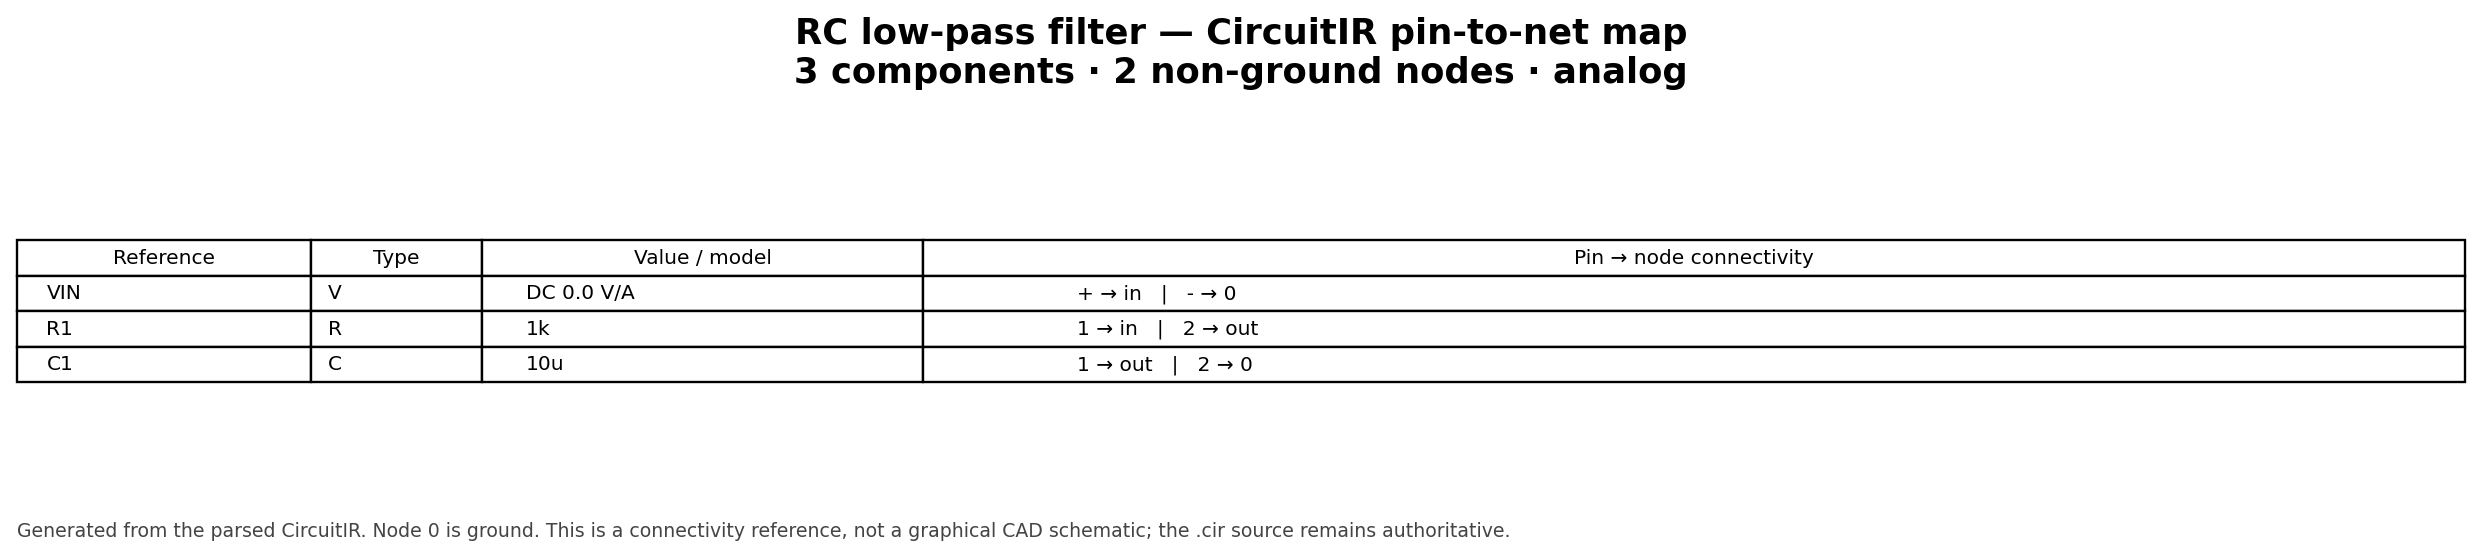 RC low-pass filter — CircuitIR pin-to-net map
3 components · 2 non-ground nodes · analog
Reference Type Value / model Pin → node connectivity
VIN V DC 0.0 V/A + → in | - → 0
R1 R 1k 1 → in | 2 → out
C1 C 10u 1 → out | 2 → 0
Generated from the parsed CircuitIR. Node 0 is ground. This is a connectivity reference, not a graphical CAD schematic; the .cir source remains authoritative.